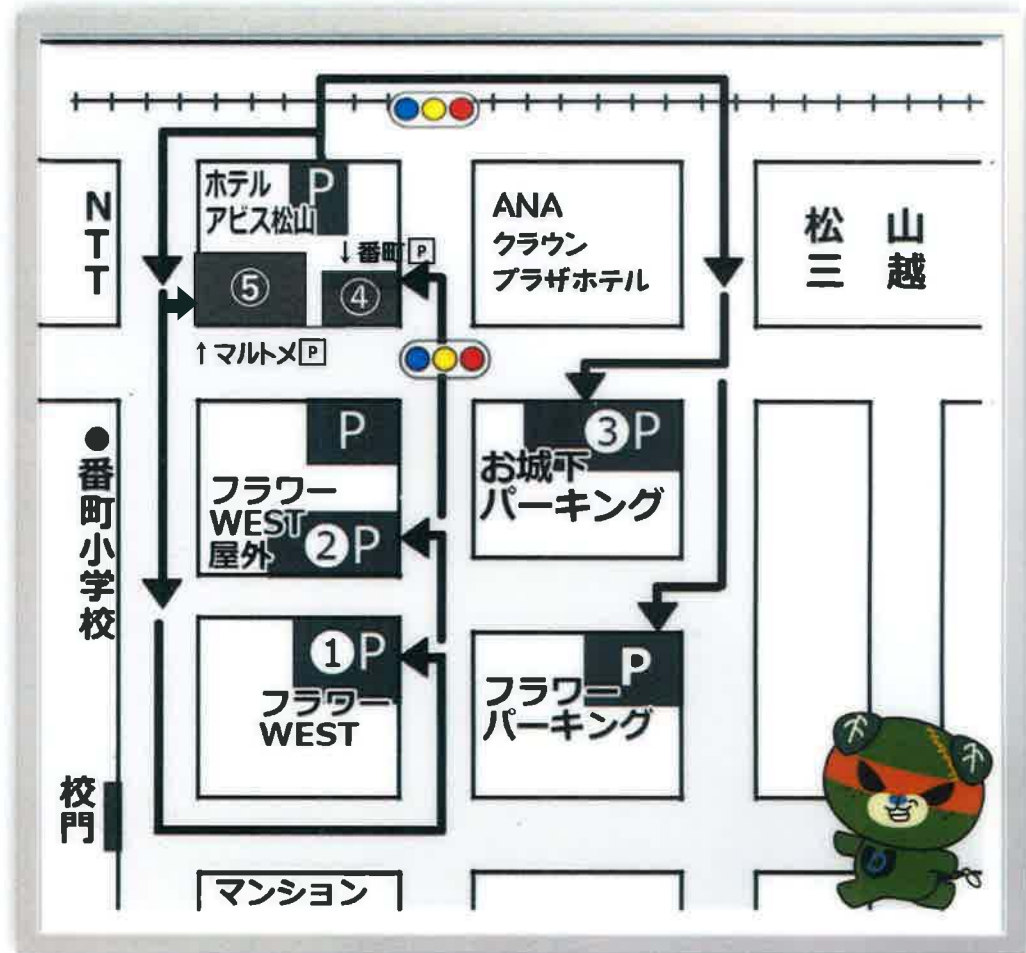 NTT
ホテル
アビス松山
P
↓番町P
⑤
④
↑マルトメP
ANA
クラウン
プラザホテル
松山
三越
●番町小学校
P
フラワー
WEST
屋外
②P
③P
お城下
パーキング
①P
フラワー
WEST
P
フラワー
パーキング
校門
マンション